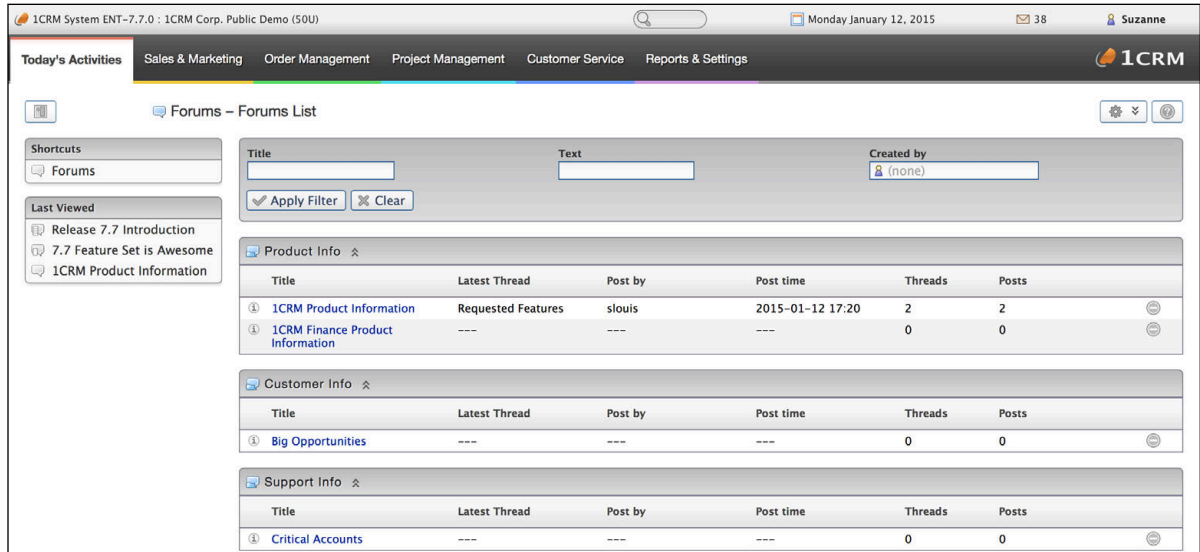 1CRM System ENT-7.7.0 : 1CRM Corp. Public Demo (50U)
Monday January 12, 2015
38
Suzanne
Today's Activities Sales & Marketing Order Management Project Management Customer Service Reports & Settings
1CRM
Forums – Forums List
Shortcuts
Forums
Last Viewed
Release 7.7 Introduction
7.7 Feature Set is Awesome
1CRM Product Information
Title Text Created by
(none)
Apply Filter Clear
Product Info
Title Latest Thread Post by Post time Threads Posts
1CRM Product Information Requested Features slouis 2015-01-12 17:20 2 2
1CRM Finance Product --- --- --- 0 0
Information
Customer Info
Title Latest Thread Post by Post time Threads Posts
Big Opportunities --- --- --- 0 0
Support Info
Title Latest Thread Post by Post time Threads Posts
Critical Accounts --- --- --- 0 0